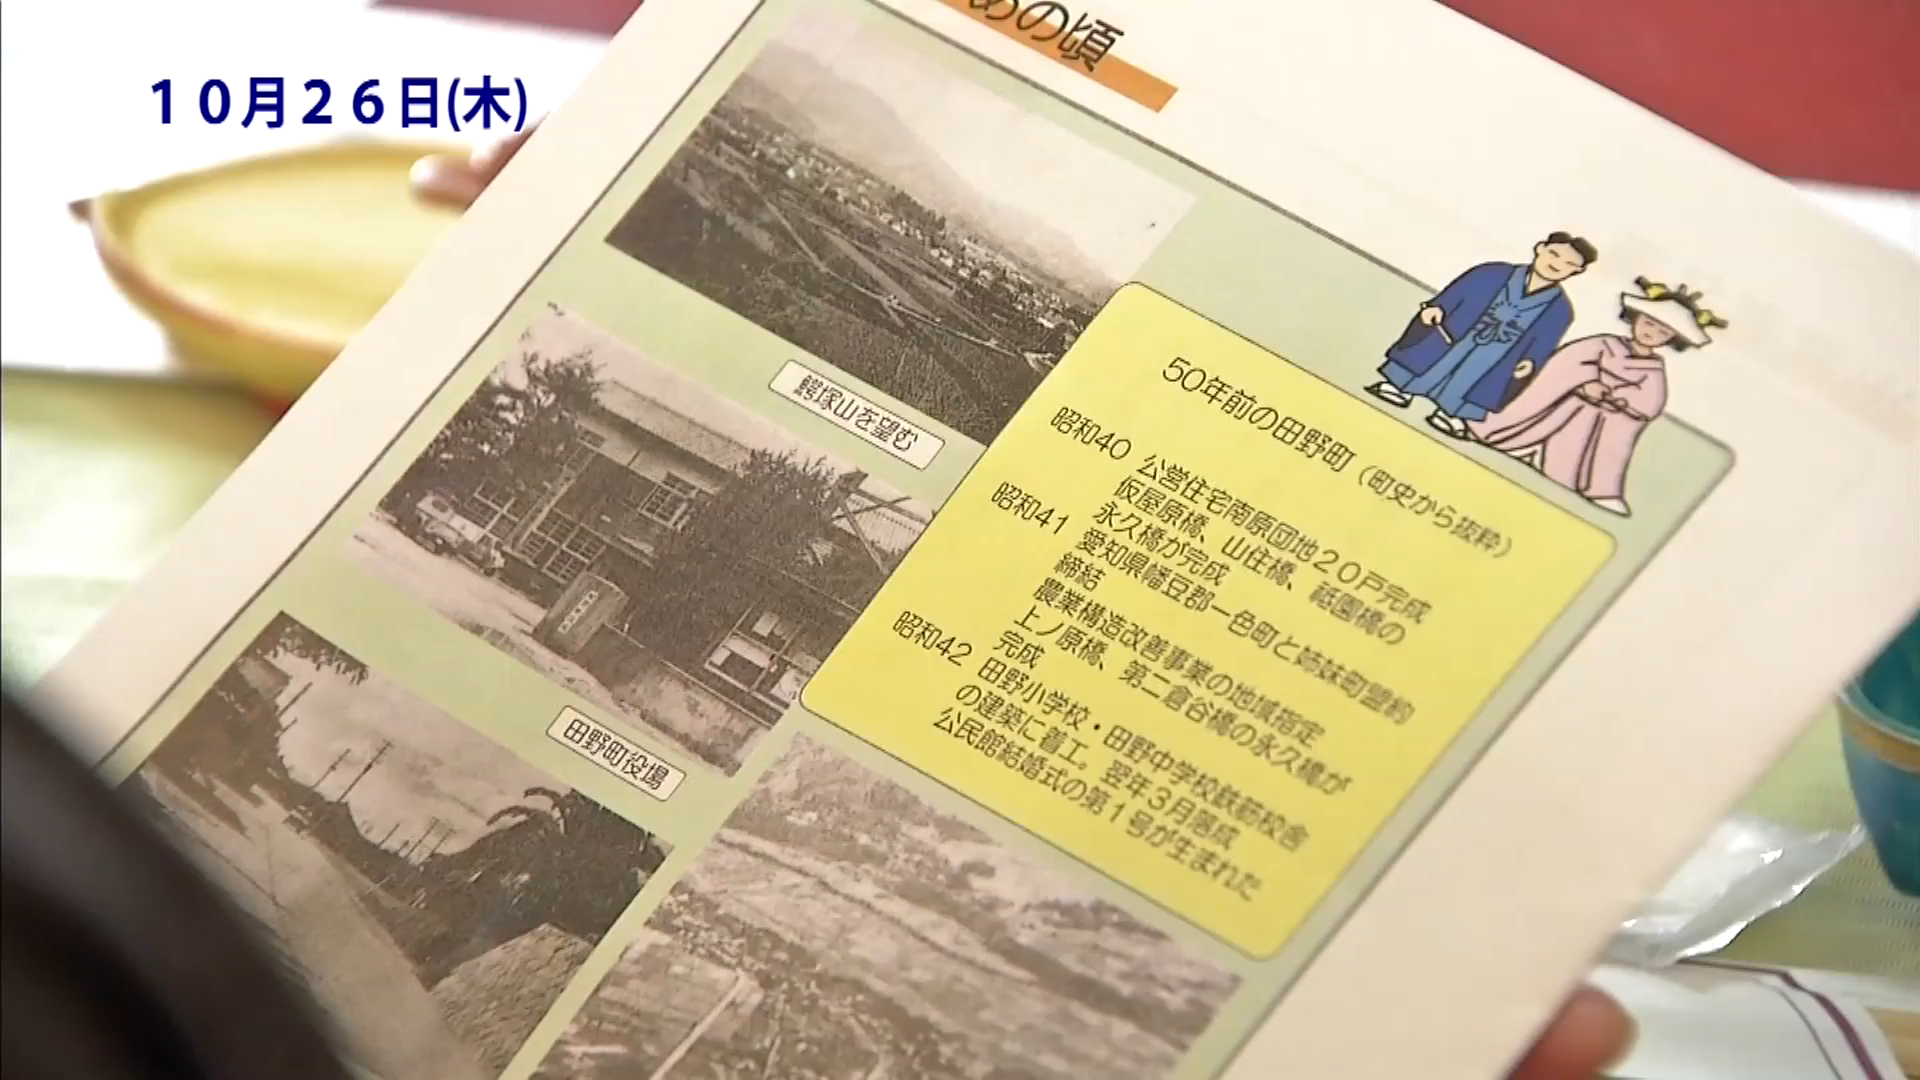 １０月２６日(木)
あの頃
鰐塚山を望む
田野町役場
50年前の田野町（町史から抜粋）
昭和40 公営住宅南原団地２０戸完成
仮屋原橋、山住橋、祗園橋の
永久橋が完成
昭和41 愛知県幡豆郡一色町と姉妹町盟約
締結
農業構造改善事業の地域指定
上ノ原橋、第二倉谷橋の永久橋が
完成
昭和42 田野小学校・田野中学校鉄筋校舎
の建築に着工。翌年３月落成
公民館結婚式の第１号が生まれた